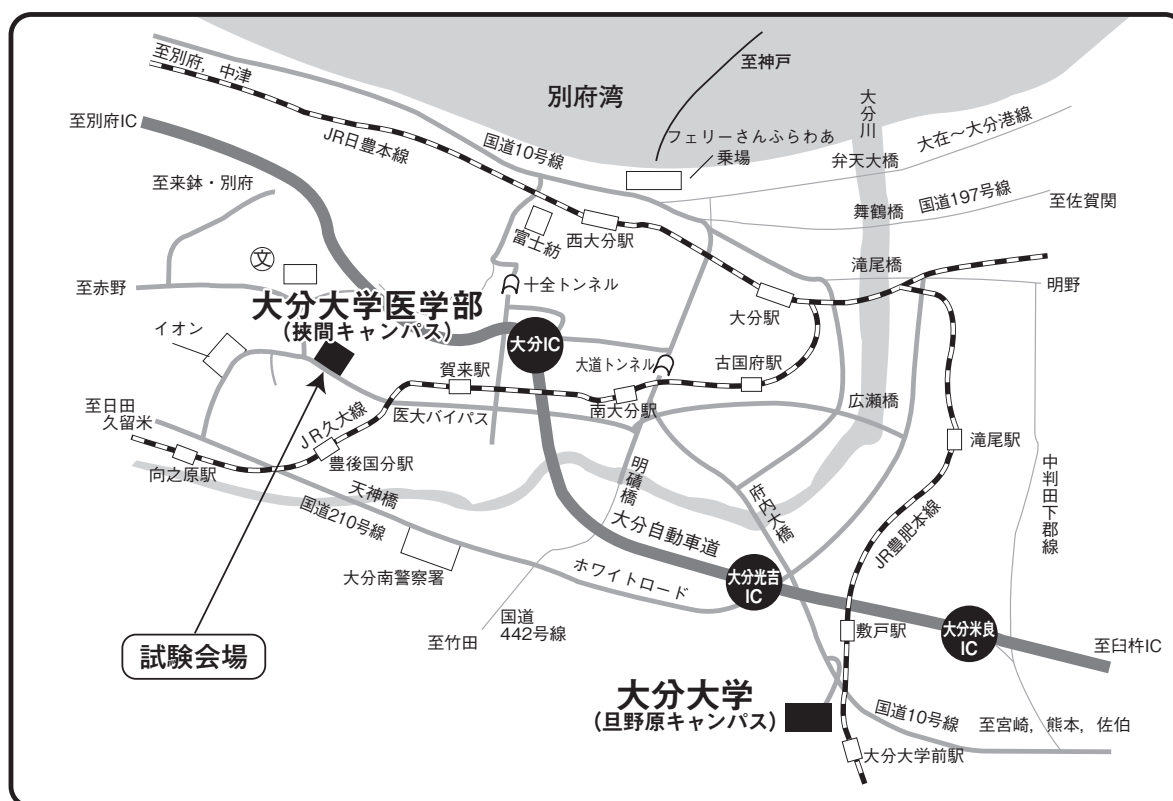 至別府，中津
JR日豊本線
国道10号線
別府湾
至神戸
フェリーさんふらわあ
乗場
大分川
弁天大橋
大在〜大分港線
舞鶴橋
国道197号線
至佐賀関
至別府IC
至来鉢・別府
至赤野
文
富士紡
西大分駅
十全トンネル
滝尾橋
明野
大分駅
大分大学医学部
（挾間キャンパス）
イオン
大分IC
賀来駅
大道トンネル
古国府駅
南大分駅
広瀬橋
医大バイパス
至日田
久留米
JR久大線
向之原駅
豊後国分駅
滝尾駅
天神橋
国道210号線
明磧橋
府内大橋
中判田下郡線
大分自動車道
JR豊肥本線
大分南警察署
ホワイトロード
大分光吉
IC
国道
442号線
至竹田
敷戸駅
大分米良
IC
至臼杵IC
試験会場
大分大学
（旦野原キャンパス）
国道10号線
至宮崎，熊本，佐伯
大分大学前駅